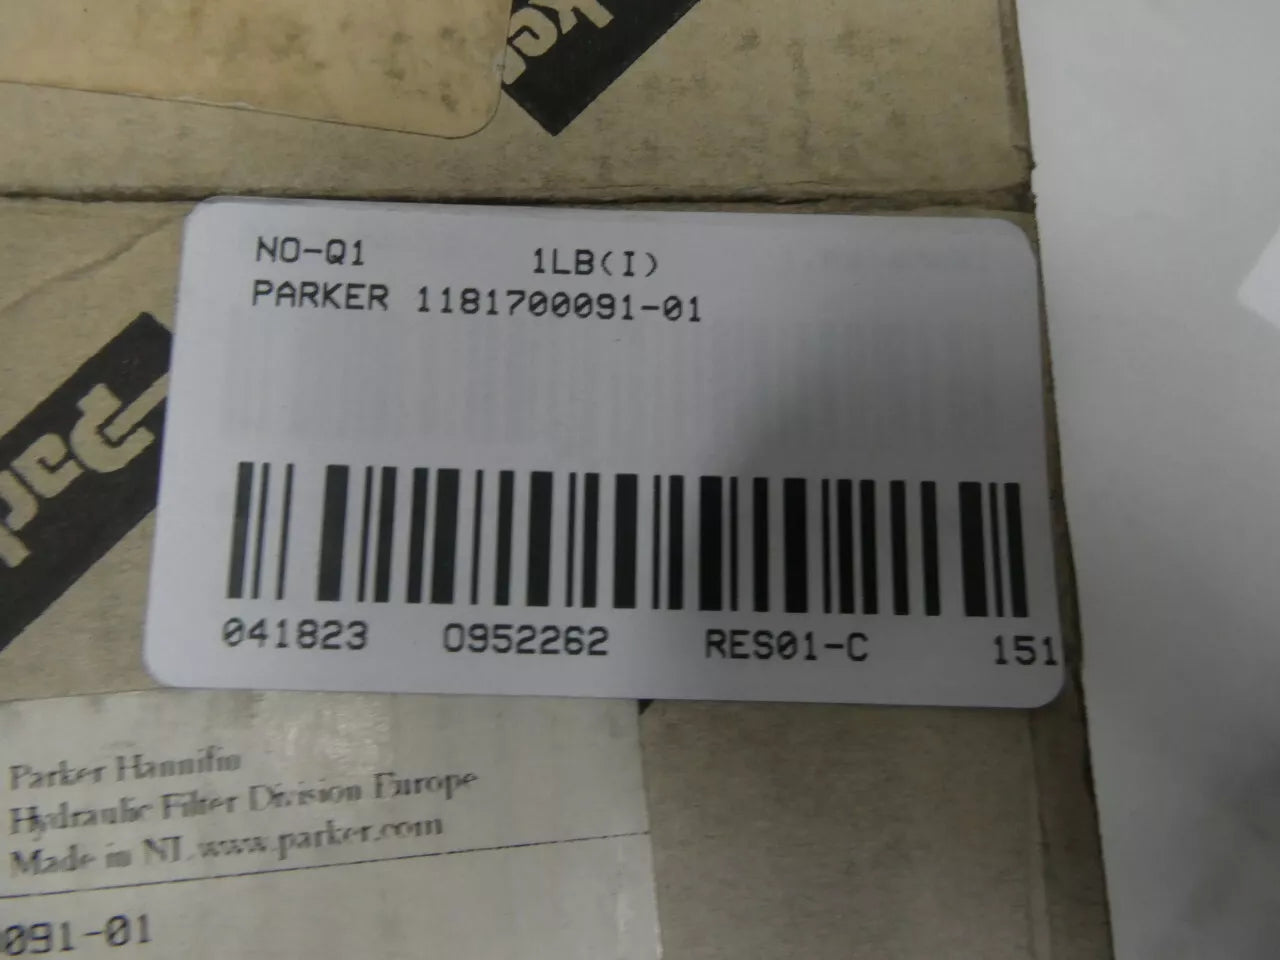 NO-Q1 1LB(I)
PARKER 1181700091-01
041823 O952262 RES01-C 151
Parker Hannifin
Hydraulic Filter Division Europe
Made in NL www.parker.com
091-01